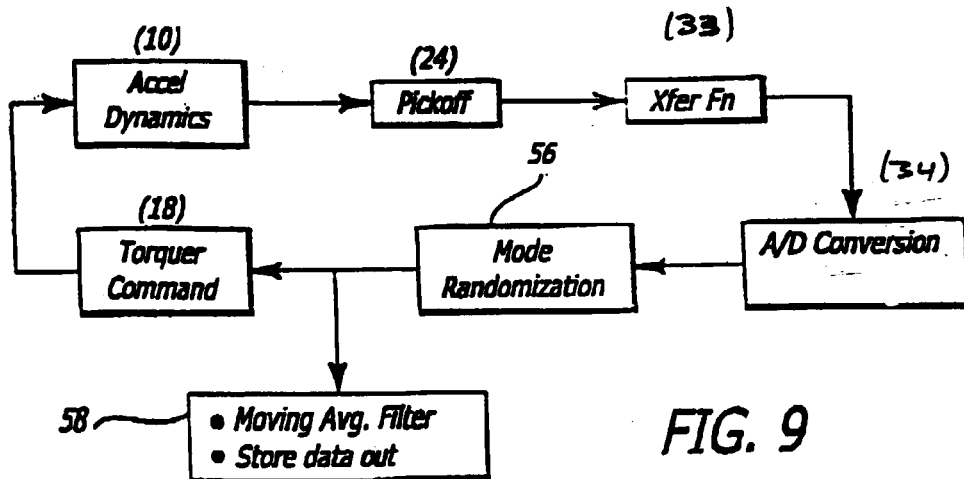 (10)
Accel
Dynamics
(24)
Pickoff
(33)
Xfer Fn
(34)
A/D Conversion
56
Mode
Randomization
(18)
Torquer
Command
58
• Moving Avg. Filter
• Store data out
FIG. 9